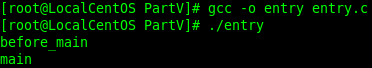 [root@LocalCentOS PartV]# gcc -o entry entry.c
[root@LocalCentOS PartV]# ./entry
before_main
main